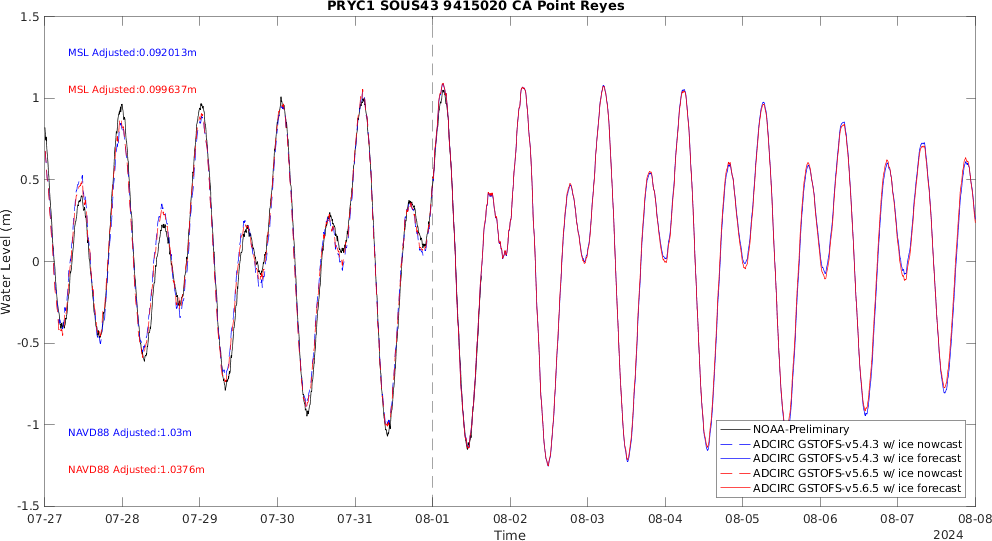 PRYC1 SOUS43 9415020 CA Point Reyes
1.5
1
0.5
0
-0.5
-1
-1.5
Water Level (m)
MSL Adjusted:0.092013m
MSL Adjusted:0.099637m
NAVD88 Adjusted:1.03m
NAVD88 Adjusted:1.0376m
NOAA-Preliminary
ADCIRC GSTOFS-v5.4.3 w/ ice nowcast
ADCIRC GSTOFS-v5.4.3 w/ ice forecast
ADCIRC GSTOFS-v5.6.5 w/ ice nowcast
ADCIRC GSTOFS-v5.6.5 w/ ice forecast
07-27 07-28 07-29 07-30 07-31 08-01 08-02 08-03 08-04 08-05 08-06 08-07 08-08
Time
2024